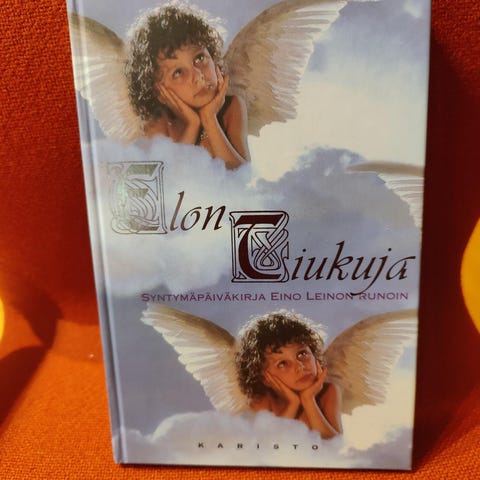 Elon
Tiukuja
SYNTYMÄPÄIVÄKIRJA EINO LEINON RUNOIN
KARISTO